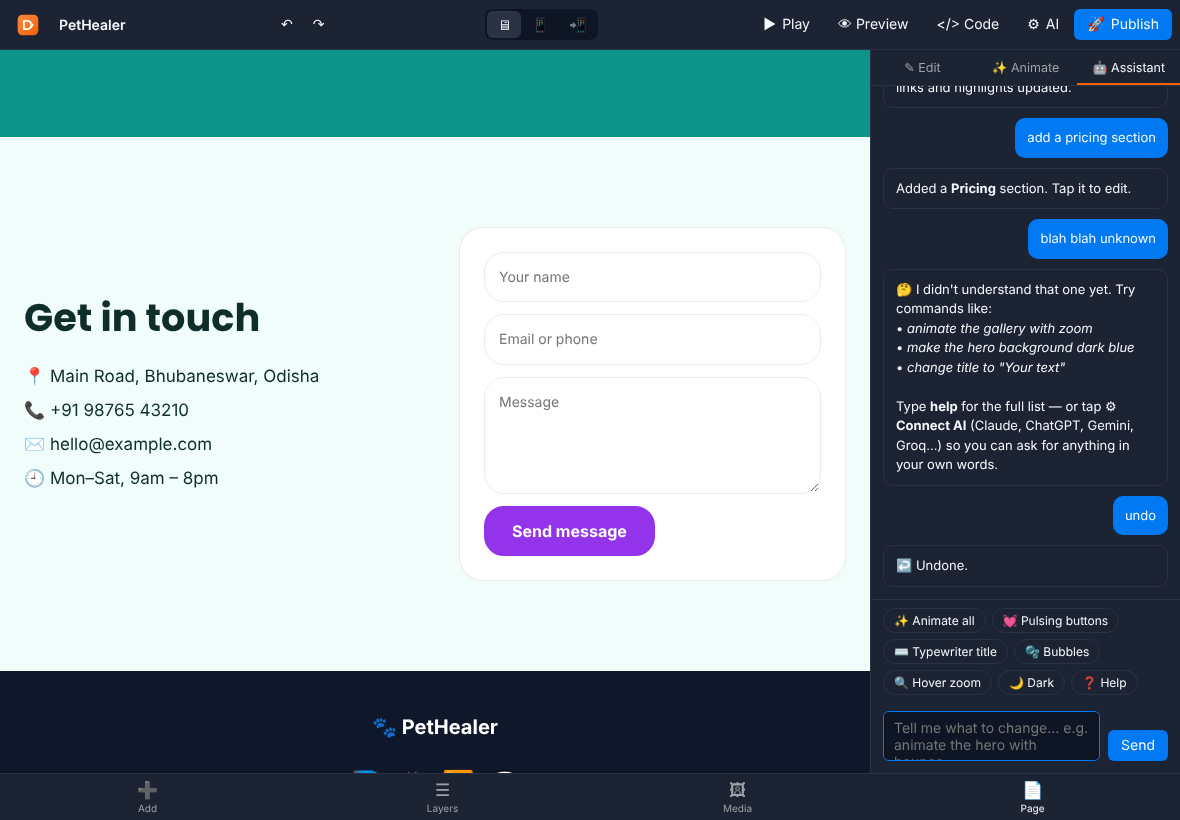 PetHealer
▶ Play
👁 Preview
</> Code
⚙ AI
🚀 Publish
✎ Edit
✨ Animate
🤖 Assistant
links and highlights updated.
add a pricing section
Added a Pricing section. Tap it to edit.
blah blah unknown
🤔 I didn't understand that one yet. Try
commands like:
• animate the gallery with zoom
• make the hero background dark blue
• change title to "Your text"
Type help for the full list — or tap ⚙
Connect AI (Claude, ChatGPT, Gemini,
Groq…) so you can ask for anything in
your own words.
undo
↩️ Undone.
✨ Animate all
💓 Pulsing buttons
⌨️ Typewriter title
🫧 Bubbles
🔍 Hover zoom
🌙 Dark
❓ Help
Tell me what to change… e.g.
animate the hero with
Send
Get in touch
📍 Main Road, Bhubaneswar, Odisha
📞 +91 98765 43210
✉️ hello@example.com
🕘 Mon–Sat, 9am – 8pm
Your name
Email or phone
Message
Send message
🐾 PetHealer
Add
Layers
Media
Page